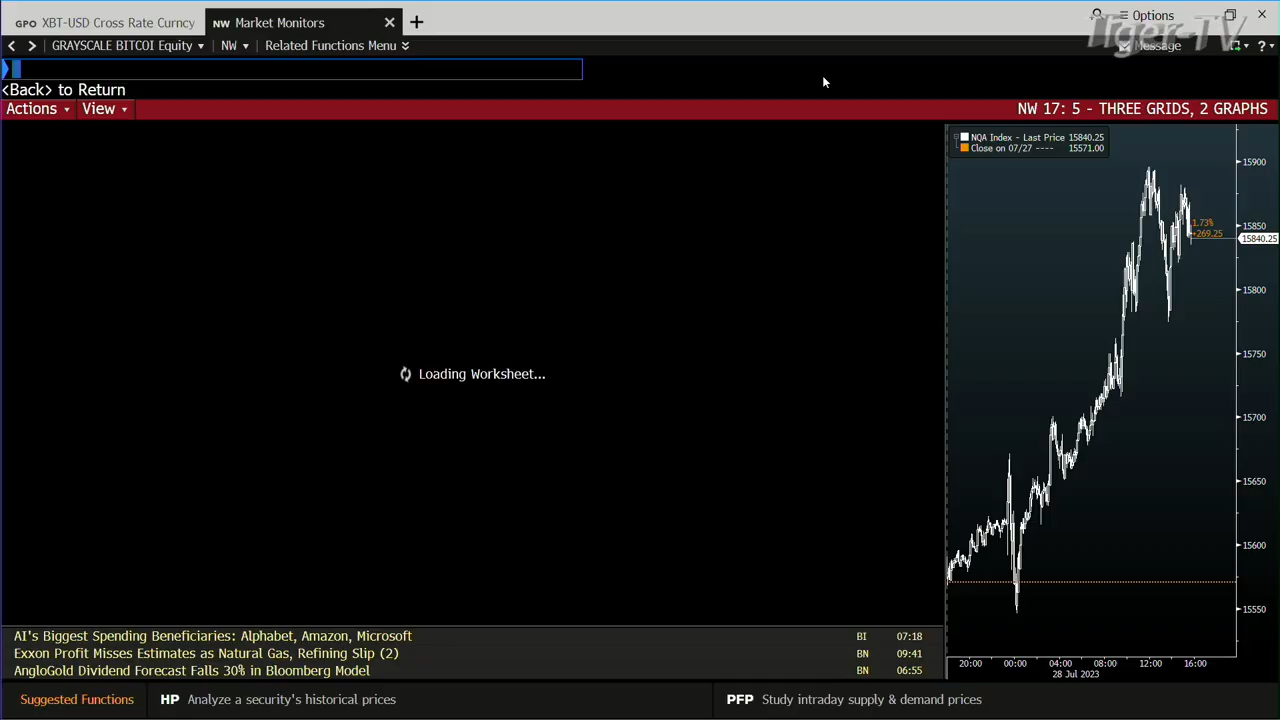 GPO XBT-USD Cross Rate Curncy
NW Market Monitors
Options
GRAYSCALE BITCOI Equity
NW
Related Functions Menu
Message
Tiger-TV
<Back> to Return
Actions
View
NW 17: 5 - THREE GRIDS, 2 GRAPHS
NQA Index - Last Price 15840.25
Close on 07/27 ---- 15571.00
15900
15850
1.73%
+269.25
15840.25
15800
15750
15700
15650
15600
15550
Loading Worksheet...
20:00 00:00 04:00 08:00 12:00 16:00
28 Jul 2023
AI's Biggest Spending Beneficiaries: Alphabet, Amazon, Microsoft BI 07:18
Exxon Profit Misses Estimates as Natural Gas, Refining Slip (2) BN 09:41
AngloGold Dividend Forecast Falls 30% in Bloomberg Model BN 06:55
Suggested Functions
HP Analyze a security's historical prices
PFP Study intraday supply & demand prices